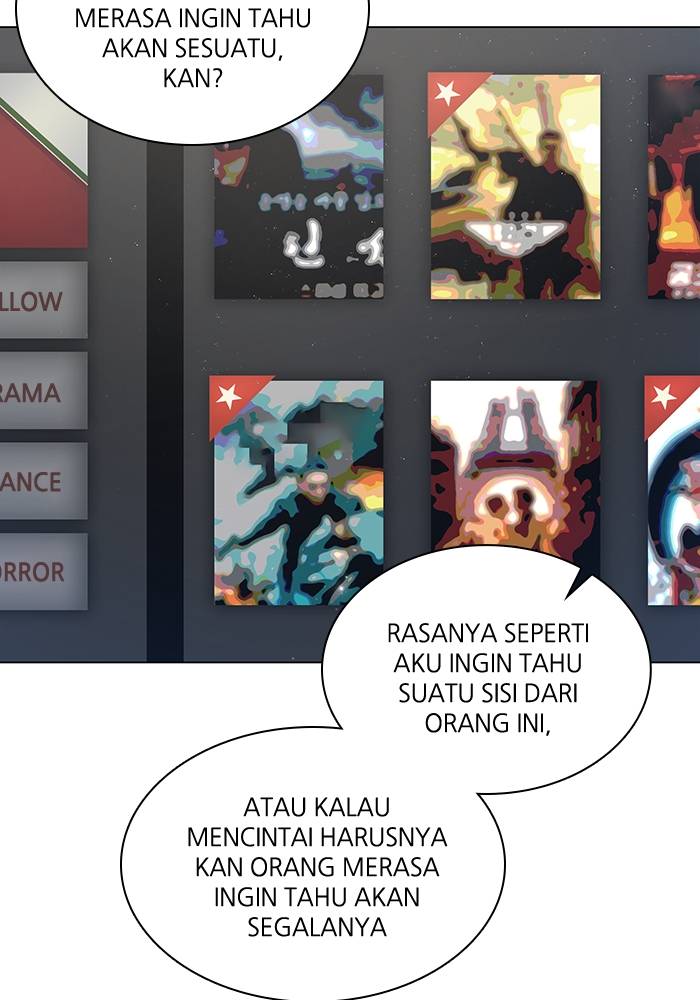 MERASA INGIN TAHU
AKAN SESUATU,
KAN?
LLOW
RAMA
ANCE
ORROR
RASANYA SEPERTI
AKU INGIN TAHU
SUATU SISI DARI
ORANG INI,
ATAU KALAU
MENCINTAI HARUSNYA
KAN ORANG MERASA
INGIN TAHU AKAN
SEGALANYA